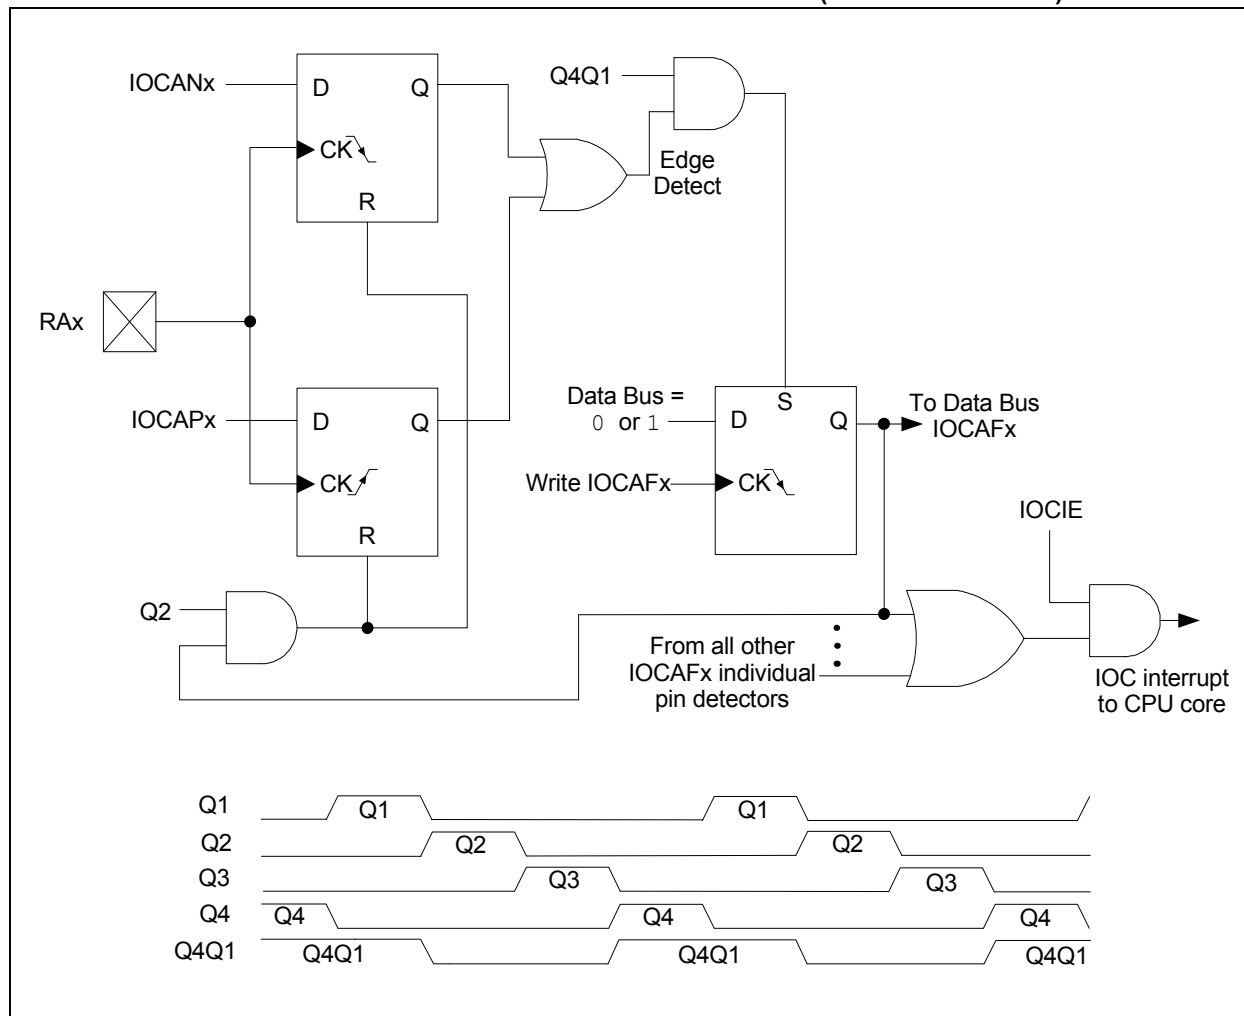 IOCANx
D
Q
CK
R
Q4Q1
Edge
Detect
RAx
IOCAPx
D
Q
CK
R
Data Bus =
0 or 1
D
S
Q
Write IOCAFx
CK
To Data Bus
IOCAFx
IOCIE
Q2
From all other
IOCAFx individual
pin detectors
IOC interrupt
to CPU core
Q1 Q1 Q1
Q2 Q2 Q2
Q3 Q3 Q3
Q4 Q4 Q4 Q4
Q4Q1 Q4Q1 Q4Q1 Q4Q1